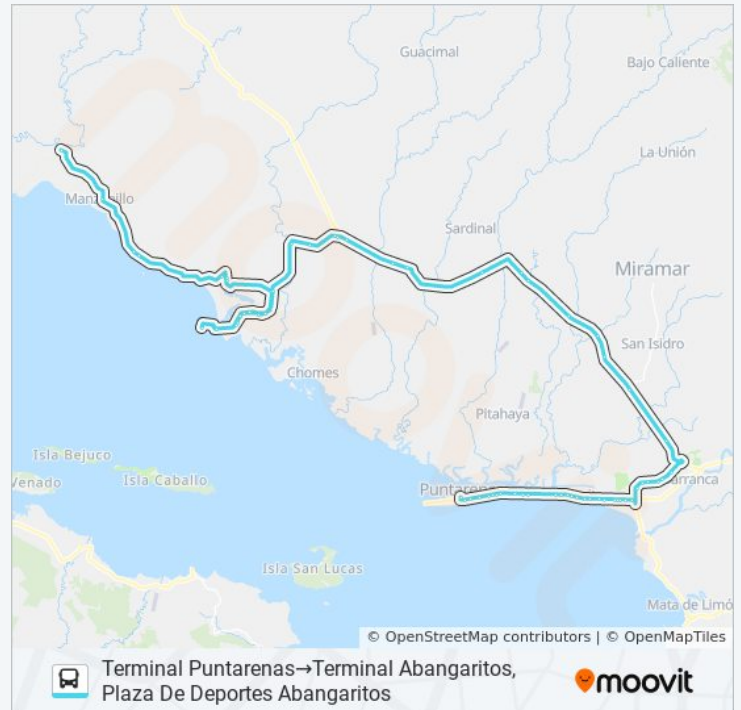 Guacimal
Bajo Caliente
La Unión
Manzanillo
Sardinal
Miramar
San Isidro
Chomes
Pitahaya
Isla Bejuco
Venado
Isla Caballo
Puntarenas
Barranca
Isla San Lucas
Mata de Limó
© OpenStreetMap contributors | © OpenMapTiles
Terminal Puntarenas→Terminal Abangaritos,
Plaza De Deportes Abangaritos
moovit